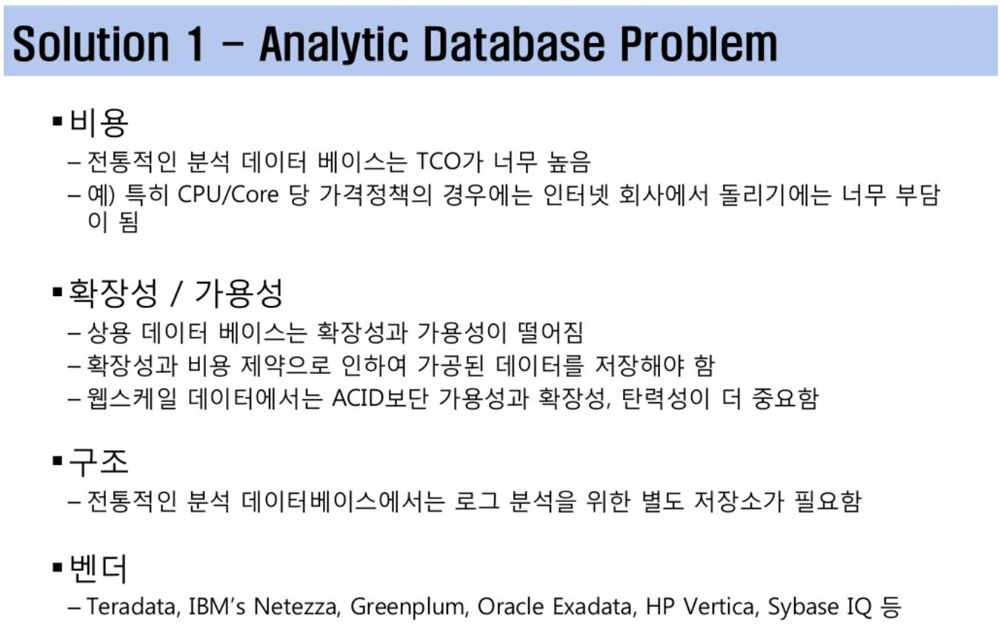 Solution 1 – Analytic Database Problem
▪비용
– 전통적인 분석 데이터 베이스는 TCO가 너무 높음
– 예) 특히 CPU/Core 당 가격정책의 경우에는 인터넷 회사에서 돌리기에는 너무 부담
이 됨
▪확장성 / 가용성
– 상용 데이터 베이스는 확장성과 가용성이 떨어짐
– 확장성과 비용 제약으로 인하여 가공된 데이터를 저장해야 함
– 웹스케일 데이터에서는 ACID보단 가용성과 확장성, 탄력성이 더 중요함
▪구조
– 전통적인 분석 데이터베이스에서는 로그 분석을 위한 별도 저장소가 필요함
▪벤더
– Teradata, IBM's Netezza, Greenplum, Oracle Exadata, HP Vertica, Sybase IQ 등